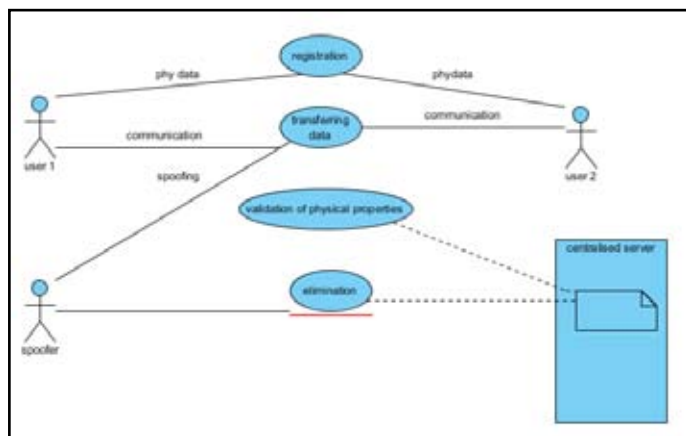 registration
phy data
phydata
transferring
data
communication
communication
user 1
user 2
spoofing
validation of physical properties
centralised server
elimination
spoofer